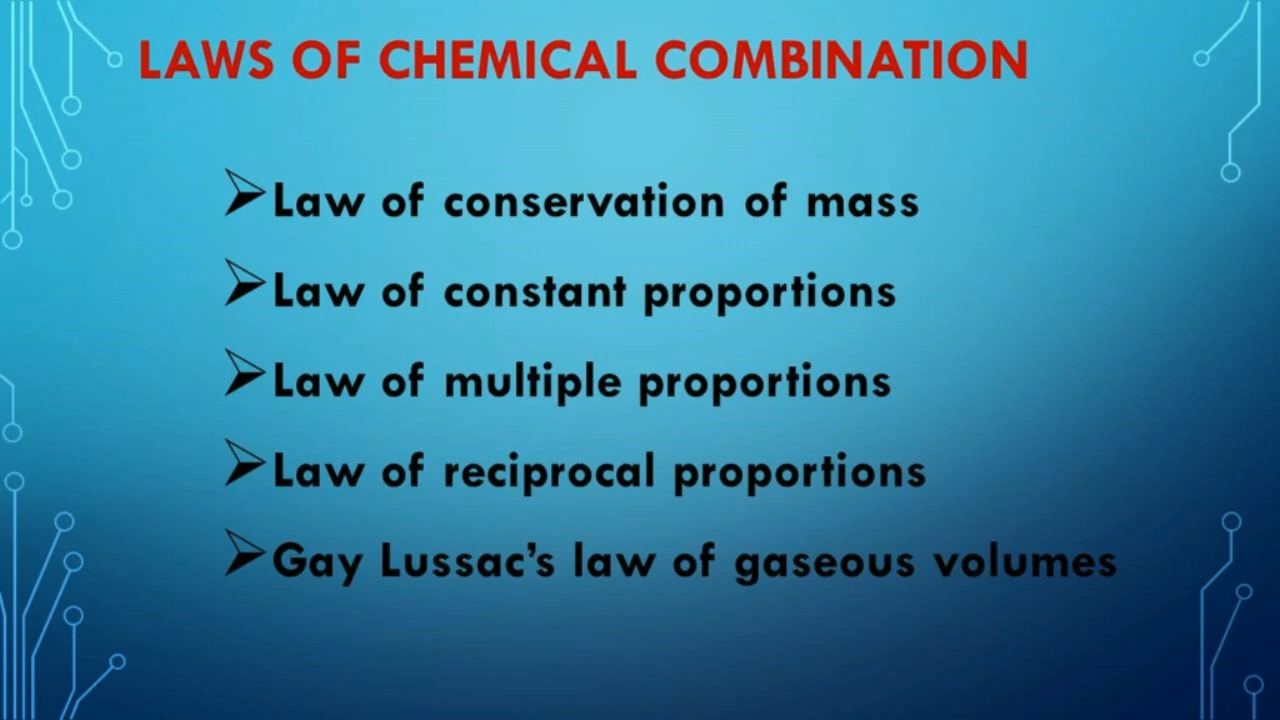 LAWS OF CHEMICAL COMBINATION
Law of conservation of mass
Law of constant proportions
Law of multiple proportions
Law of reciprocal proportions
Gay Lussac’s law of gaseous volumes